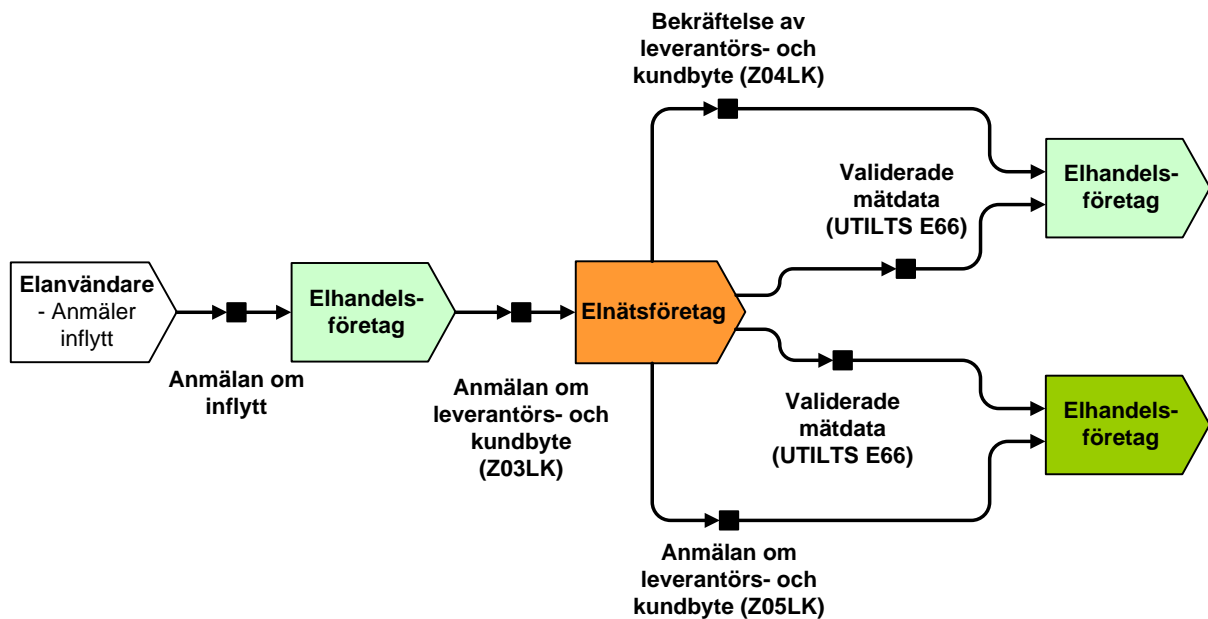 Bekräftelse av
leverantörs- och
kundbyte (Z04LK)
Validerade
mätdata
(UTILTS E66)
Elhandels-
företag
Elanvändare
- Anmäler
inflytt
Anmälan om
inflytt
Elhandels-
företag
Anmälan om
leverantörs- och
kundbyte
(Z03LK)
Elnätsföretag
Validerade
mätdata
(UTILTS E66)
Elhandels-
företag
Anmälan om
leverantörs- och
kundbyte (Z05LK)